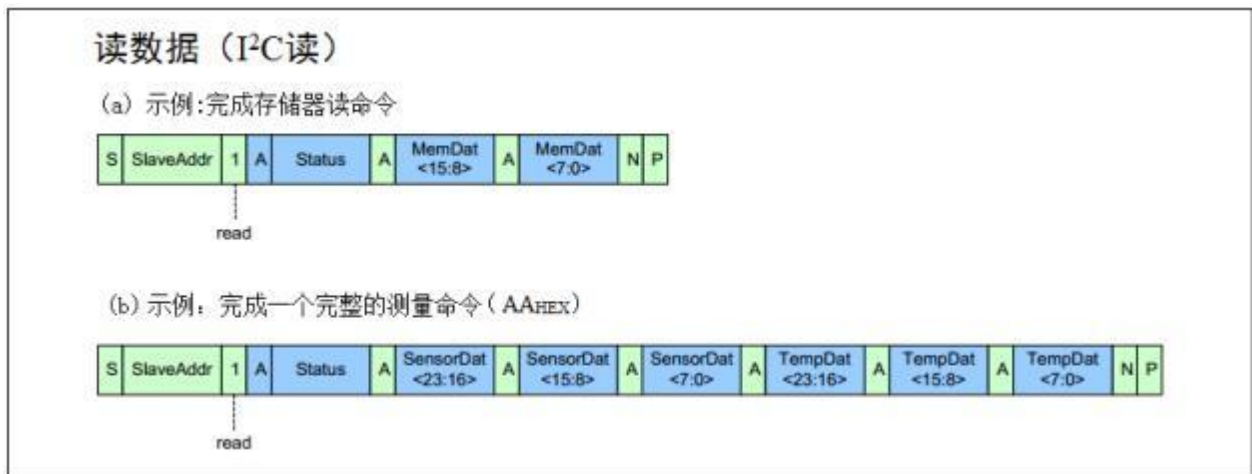 读数据（I²C读）
(a) 示例:完成存储器读命令
S SlaveAddr 1 A Status A MemDat <15:8> A MemDat <7:0> N P
read
(b) 示例：完成一个完整的测量命令( AAHEX)
S SlaveAddr 1 A Status A SensorDat <23:16> A SensorDat <15:8> A SensorDat <7:0> A TempDat <23:16> A TempDat <15:8> A TempDat <7:0> N P
read